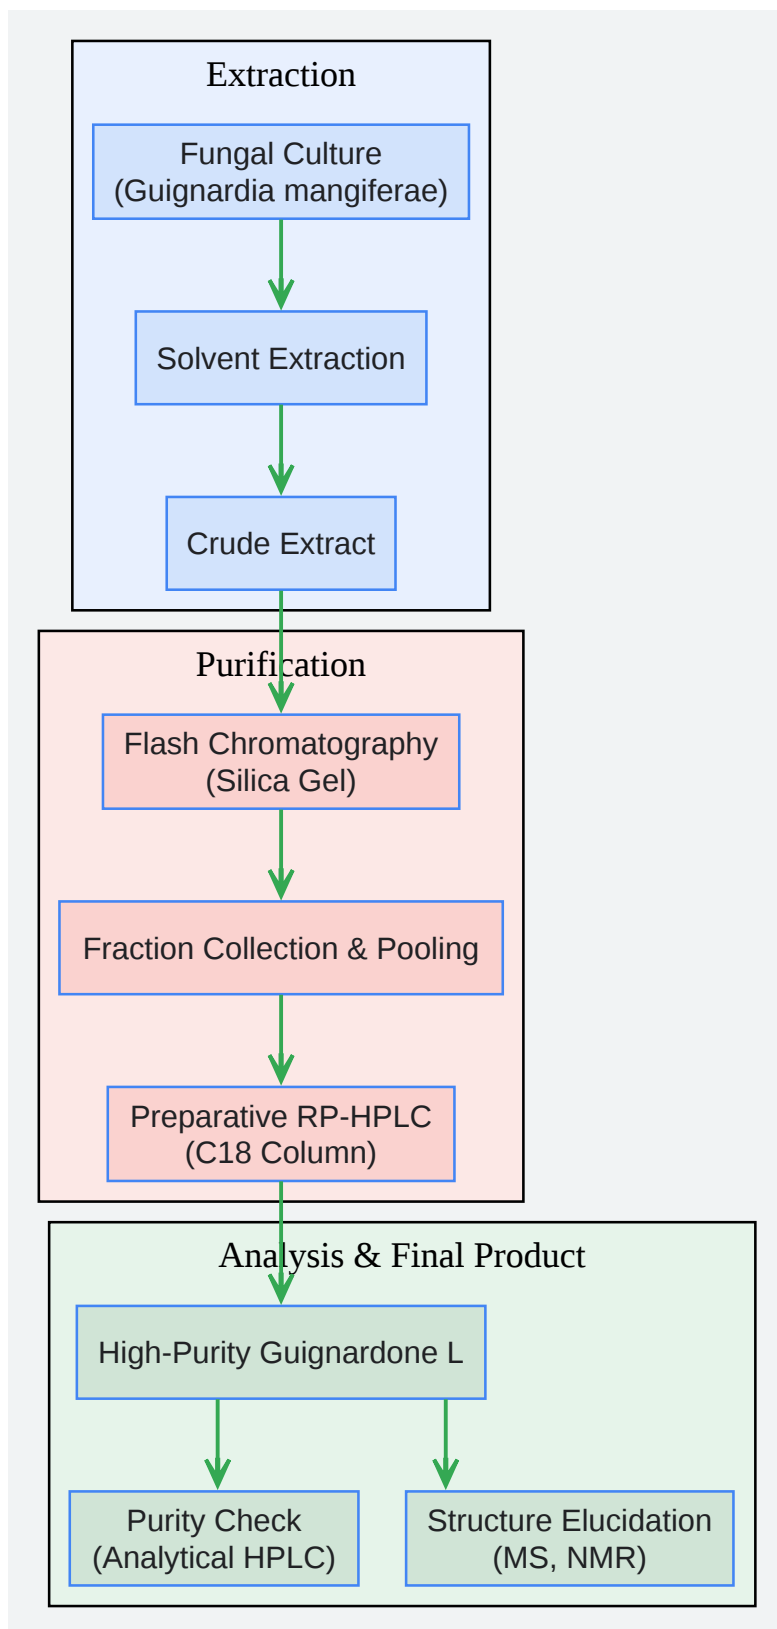 Extraction
Fungal Culture
(Guignardia mangiferae)
Solvent Extraction
Crude Extract
Purification
Flash Chromatography
(Silica Gel)
Fraction Collection & Pooling
Preparative RP-HPLC
(C18 Column)
Analysis & Final Product
High-Purity Guignardone L
Purity Check
(Analytical HPLC)
Structure Elucidation
(MS, NMR)